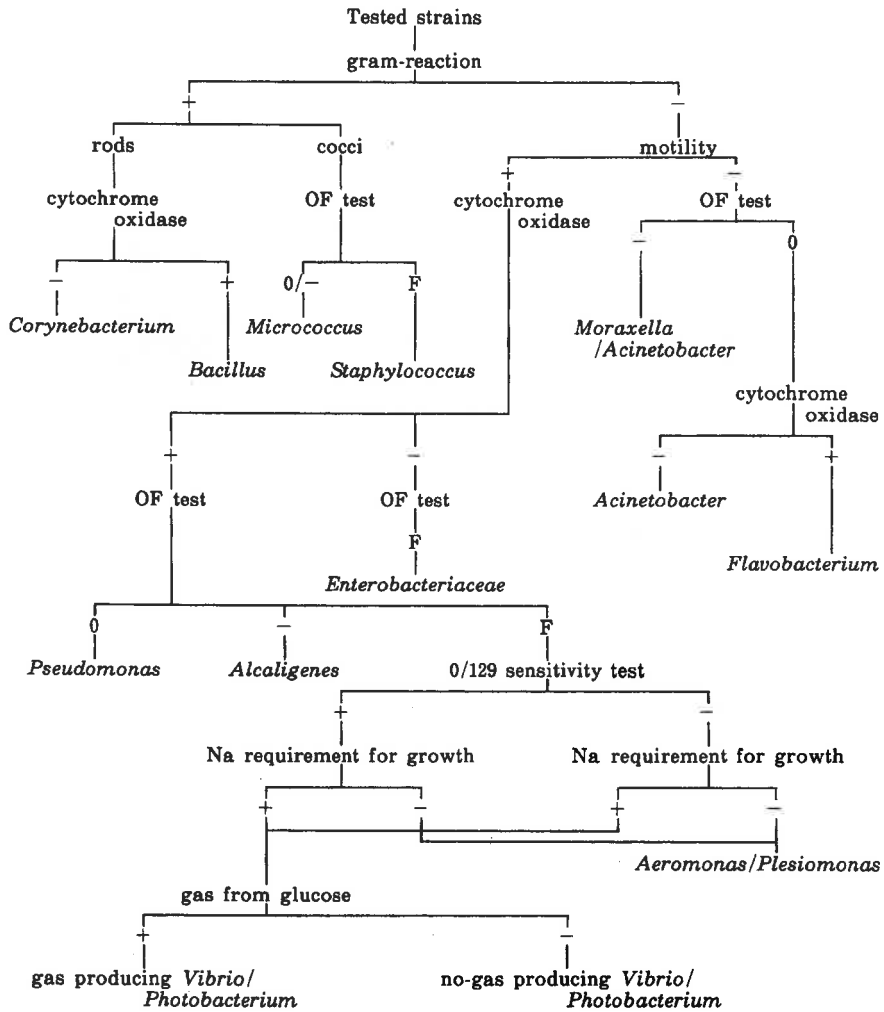 Tested strains
gram-reaction
+ −
rods cocci motility
+ −
cytochrome oxidase OF test cytochrome oxidase OF test
− 0
− + 0/− F
Corynebacterium Micrococcus Moraxella /Acinetobacter
Bacillus Staphylococcus
cytochrome oxidase
+ − − +
OF test OF test Acinetobacter
F
Enterobacteriaceae Flavobacterium
0 − F
Pseudomonas Alcaligenes 0/129 sensitivity test
+ −
Na requirement for growth Na requirement for growth
+ − + −
Aeromonas/Plesiomonas
gas from glucose
+ −
gas producing Vibrio/ no-gas producing Vibrio/
Photobacterium Photobacterium